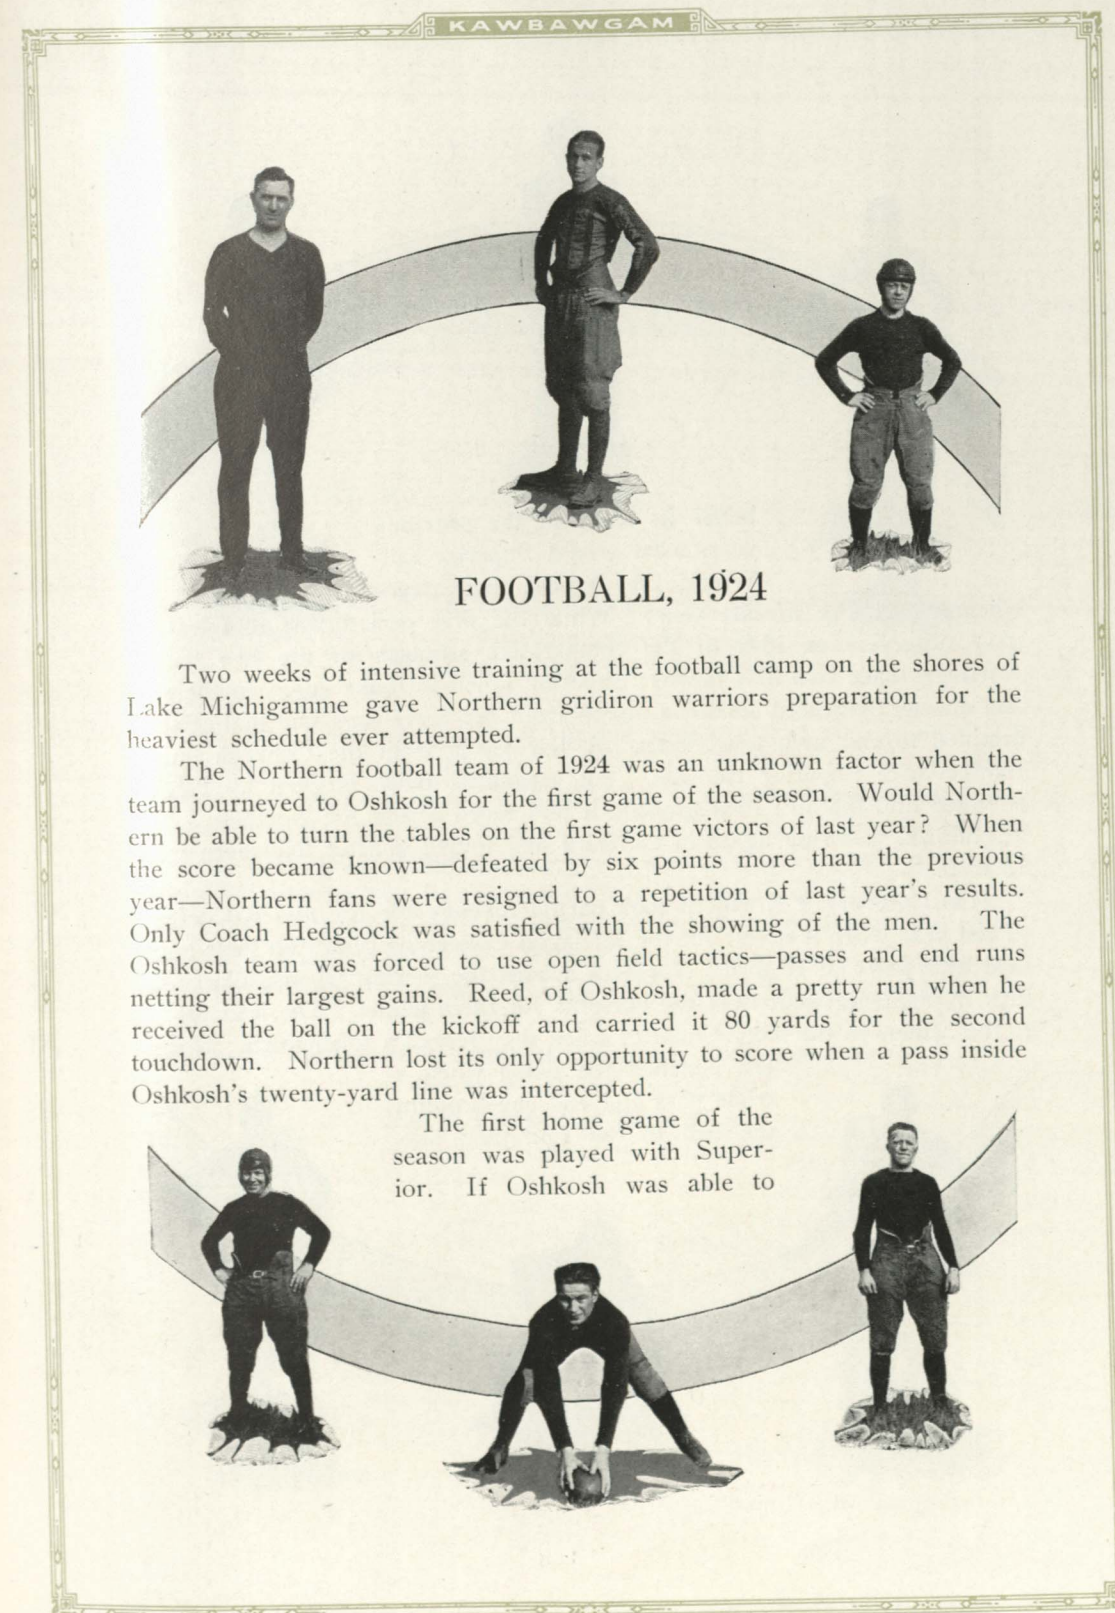 KAWBAWGAM
FOOTBALL, 1924
Two weeks of intensive training at the football camp on the shores of
Lake Michigamme gave Northern gridiron warriors preparation for the
heaviest schedule ever attempted.
The Northern football team of 1924 was an unknown factor when the
team journeyed to Oshkosh for the first game of the season. Would North-
ern be able to turn the tables on the first game victors of last year? When
the score became known—defeated by six points more than the previous
year—Northern fans were resigned to a repetition of last year's results.
Only Coach Hedgcock was satisfied with the showing of the men. The
Oshkosh team was forced to use open field tactics—passes and end runs
netting their largest gains. Reed, of Oshkosh, made a pretty run when he
received the ball on the kickoff and carried it 80 yards for the second
touchdown. Northern lost its only opportunity to score when a pass inside
Oshkosh's twenty-yard line was intercepted.
The first home game of the
season was played with Super-
ior. If Oshkosh was able to